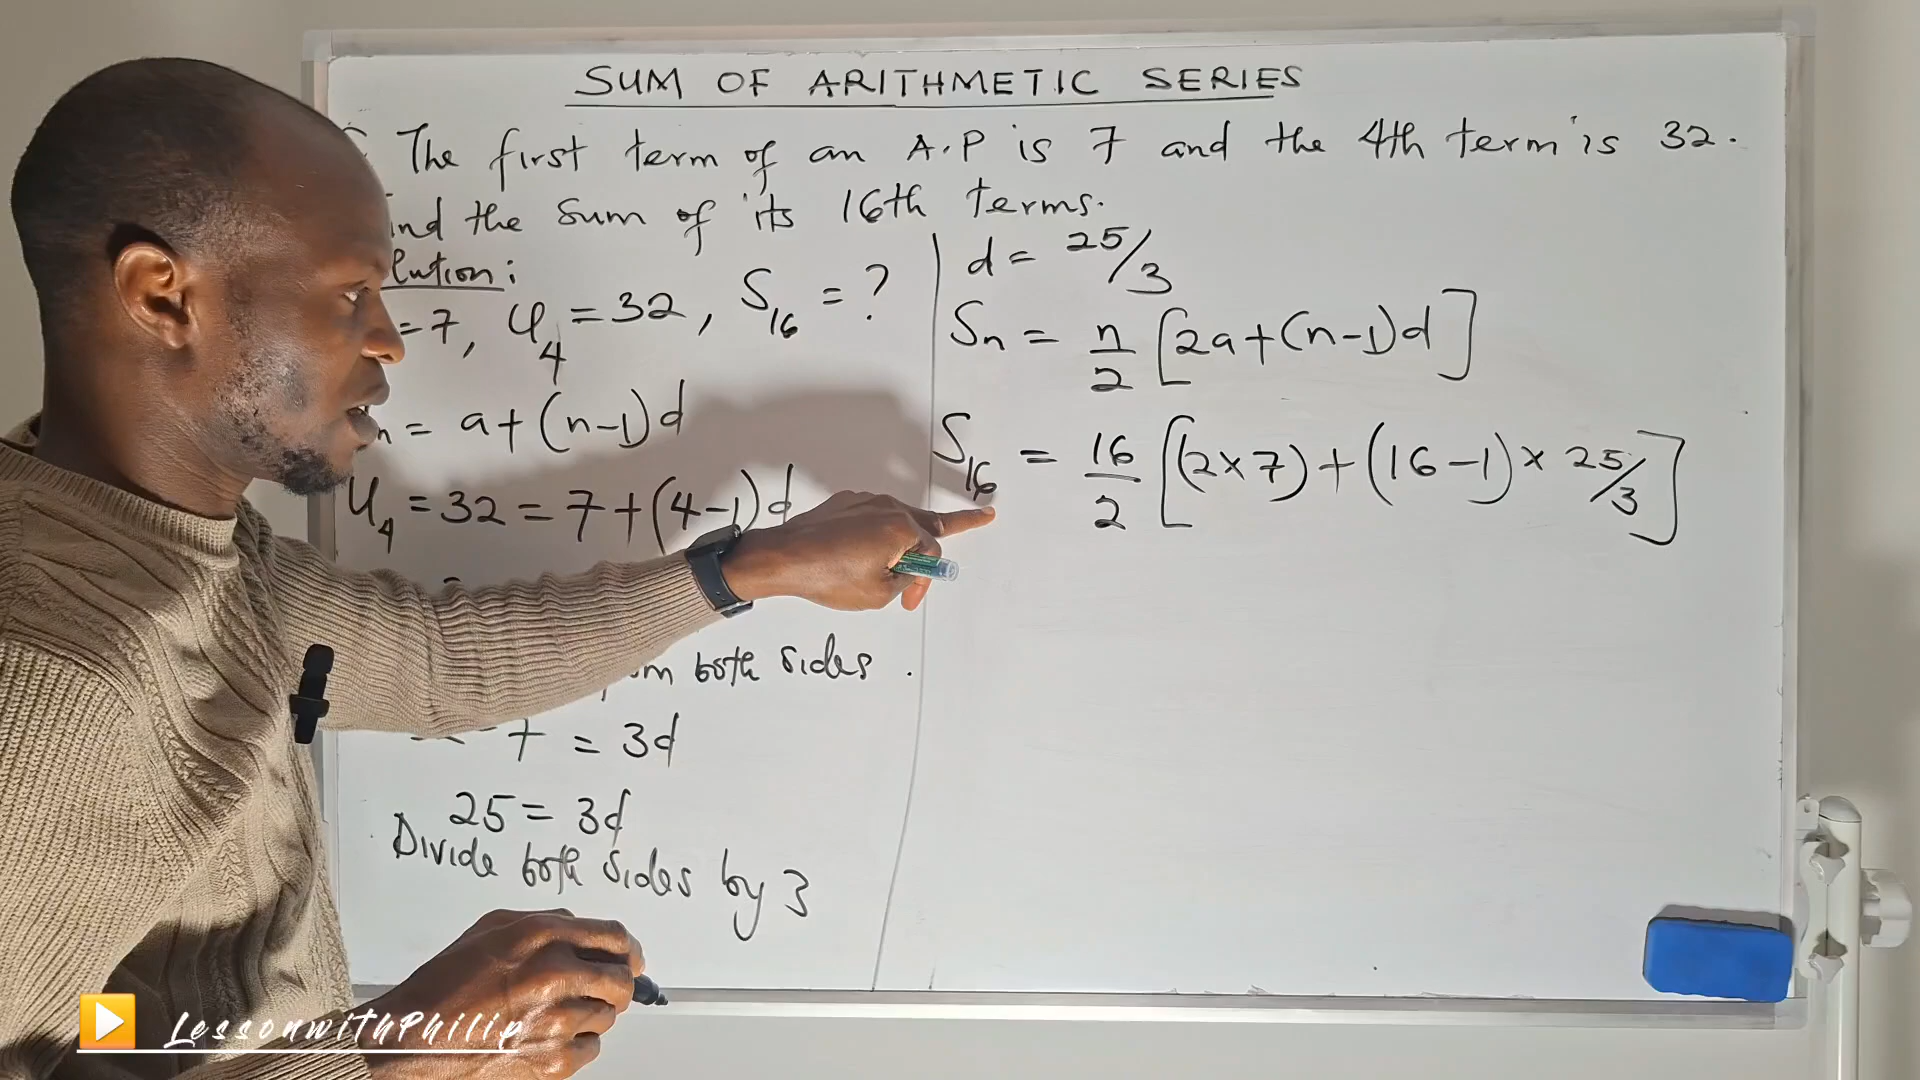 SUM OF ARITHMETIC SERIES
The first term of an A.P is 7 and the 4th term is 32.
the sum of its 16th terms.
=7, U4 = 32, S16 = ?
= a+(n-1)d
U4 = 32 = 7+(4-1)d
both sides.
7 = 3d
25 = 3d
Divide both sides by 3
d = 25/3
Sn = n/2 [2a+(n-1)d]
S16 = 16/2 [(2×7)+(16-1)×25/3]
LessonwithPhilip